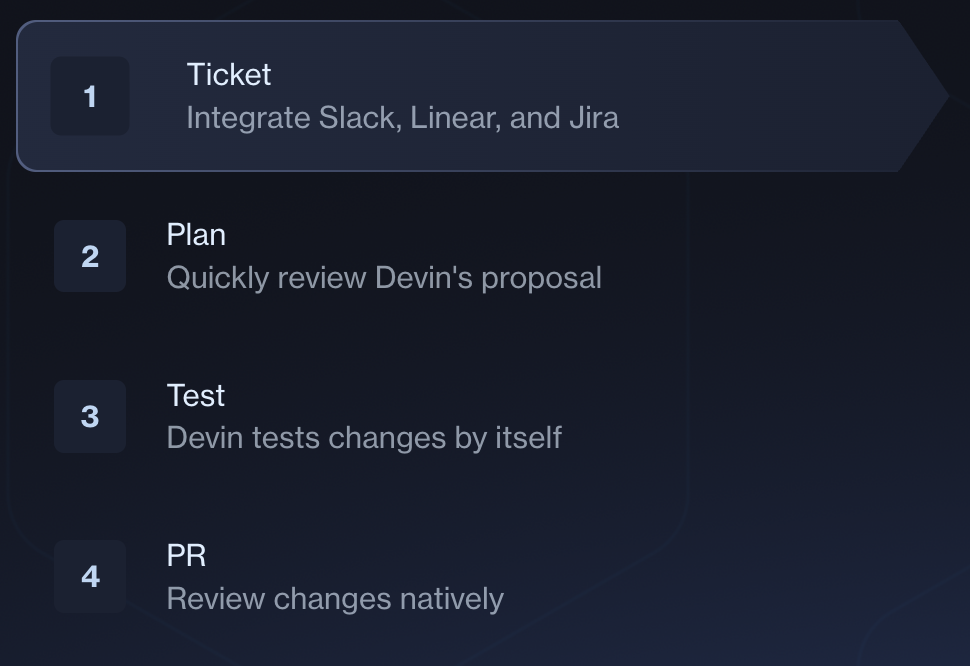 1
Ticket
Integrate Slack, Linear, and Jira
2
Plan
Quickly review Devin's proposal
3
Test
Devin tests changes by itself
4
PR
Review changes natively